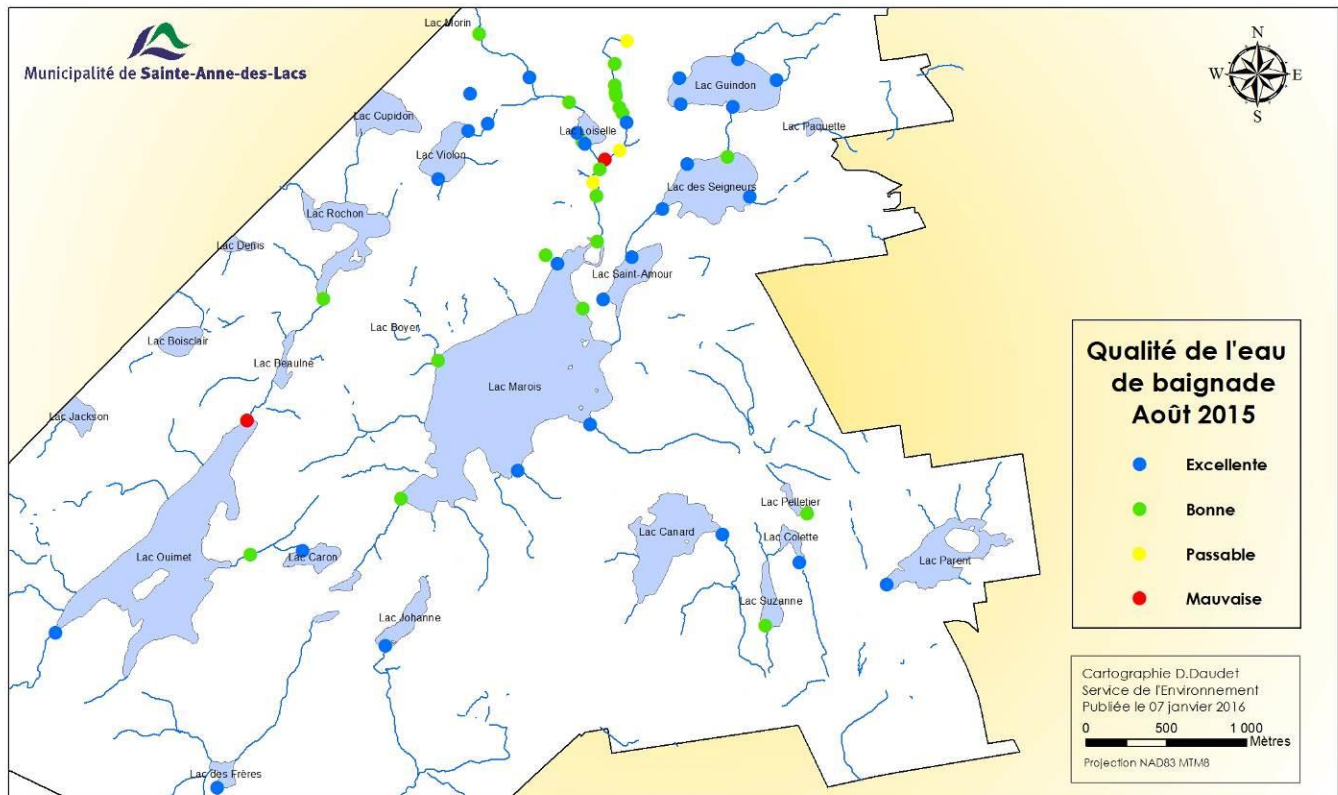 Municipalité de Sainte-Anne-des-Lacs
Lac Morin
N
W
E
S
Lac Guindon
Lac Cupidon
Lac Loiselle
Lac Paquette
Lac Violon
Lac des Seigneurs
Lac Rochon
Lac Denis
Lac Saint-Amour
Lac Boyer
Lac Boisclair
Lac Beaulne
Lac Marois
Lac Jackson
Lac Pelletier
Lac Canard
Lac Colette
Lac Ouimet
Lac Caron
Lac Parent
Lac Suzanne
Lac Johanne
Lac des Frères
Qualité de l'eau
de baignade
Août 2015
Excellente
Bonne
Passable
Mauvaise
Cartographie D.Daudet
Service de l'Environnement
Publiée le 07 janvier 2016
0 500 1 000
Mètres
Projection NAD83 MTM8